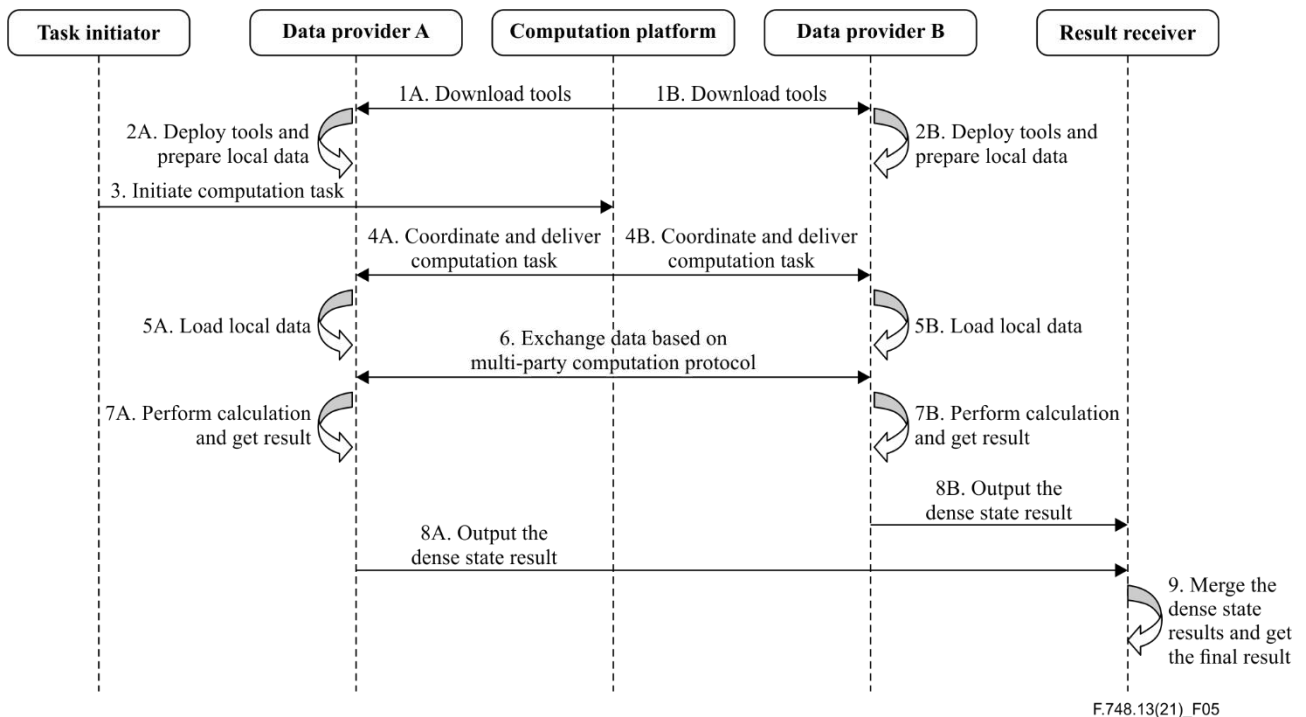 Task initiator
Data provider A
Computation platform
Data provider B
Result receiver
1A. Download tools
1B. Download tools
2A. Deploy tools and
prepare local data
2B. Deploy tools and
prepare local data
3. Initiate computation task
4A. Coordinate and deliver
computation task
4B. Coordinate and deliver
computation task
5A. Load local data
5B. Load local data
6. Exchange data based on
multi-party computation protocol
7A. Perform calculation
and get result
7B. Perform calculation
and get result
8B. Output the
dense state result
8A. Output the
dense state result
9. Merge the
dense state
results and get
the final result
F.748.13(21)_F05